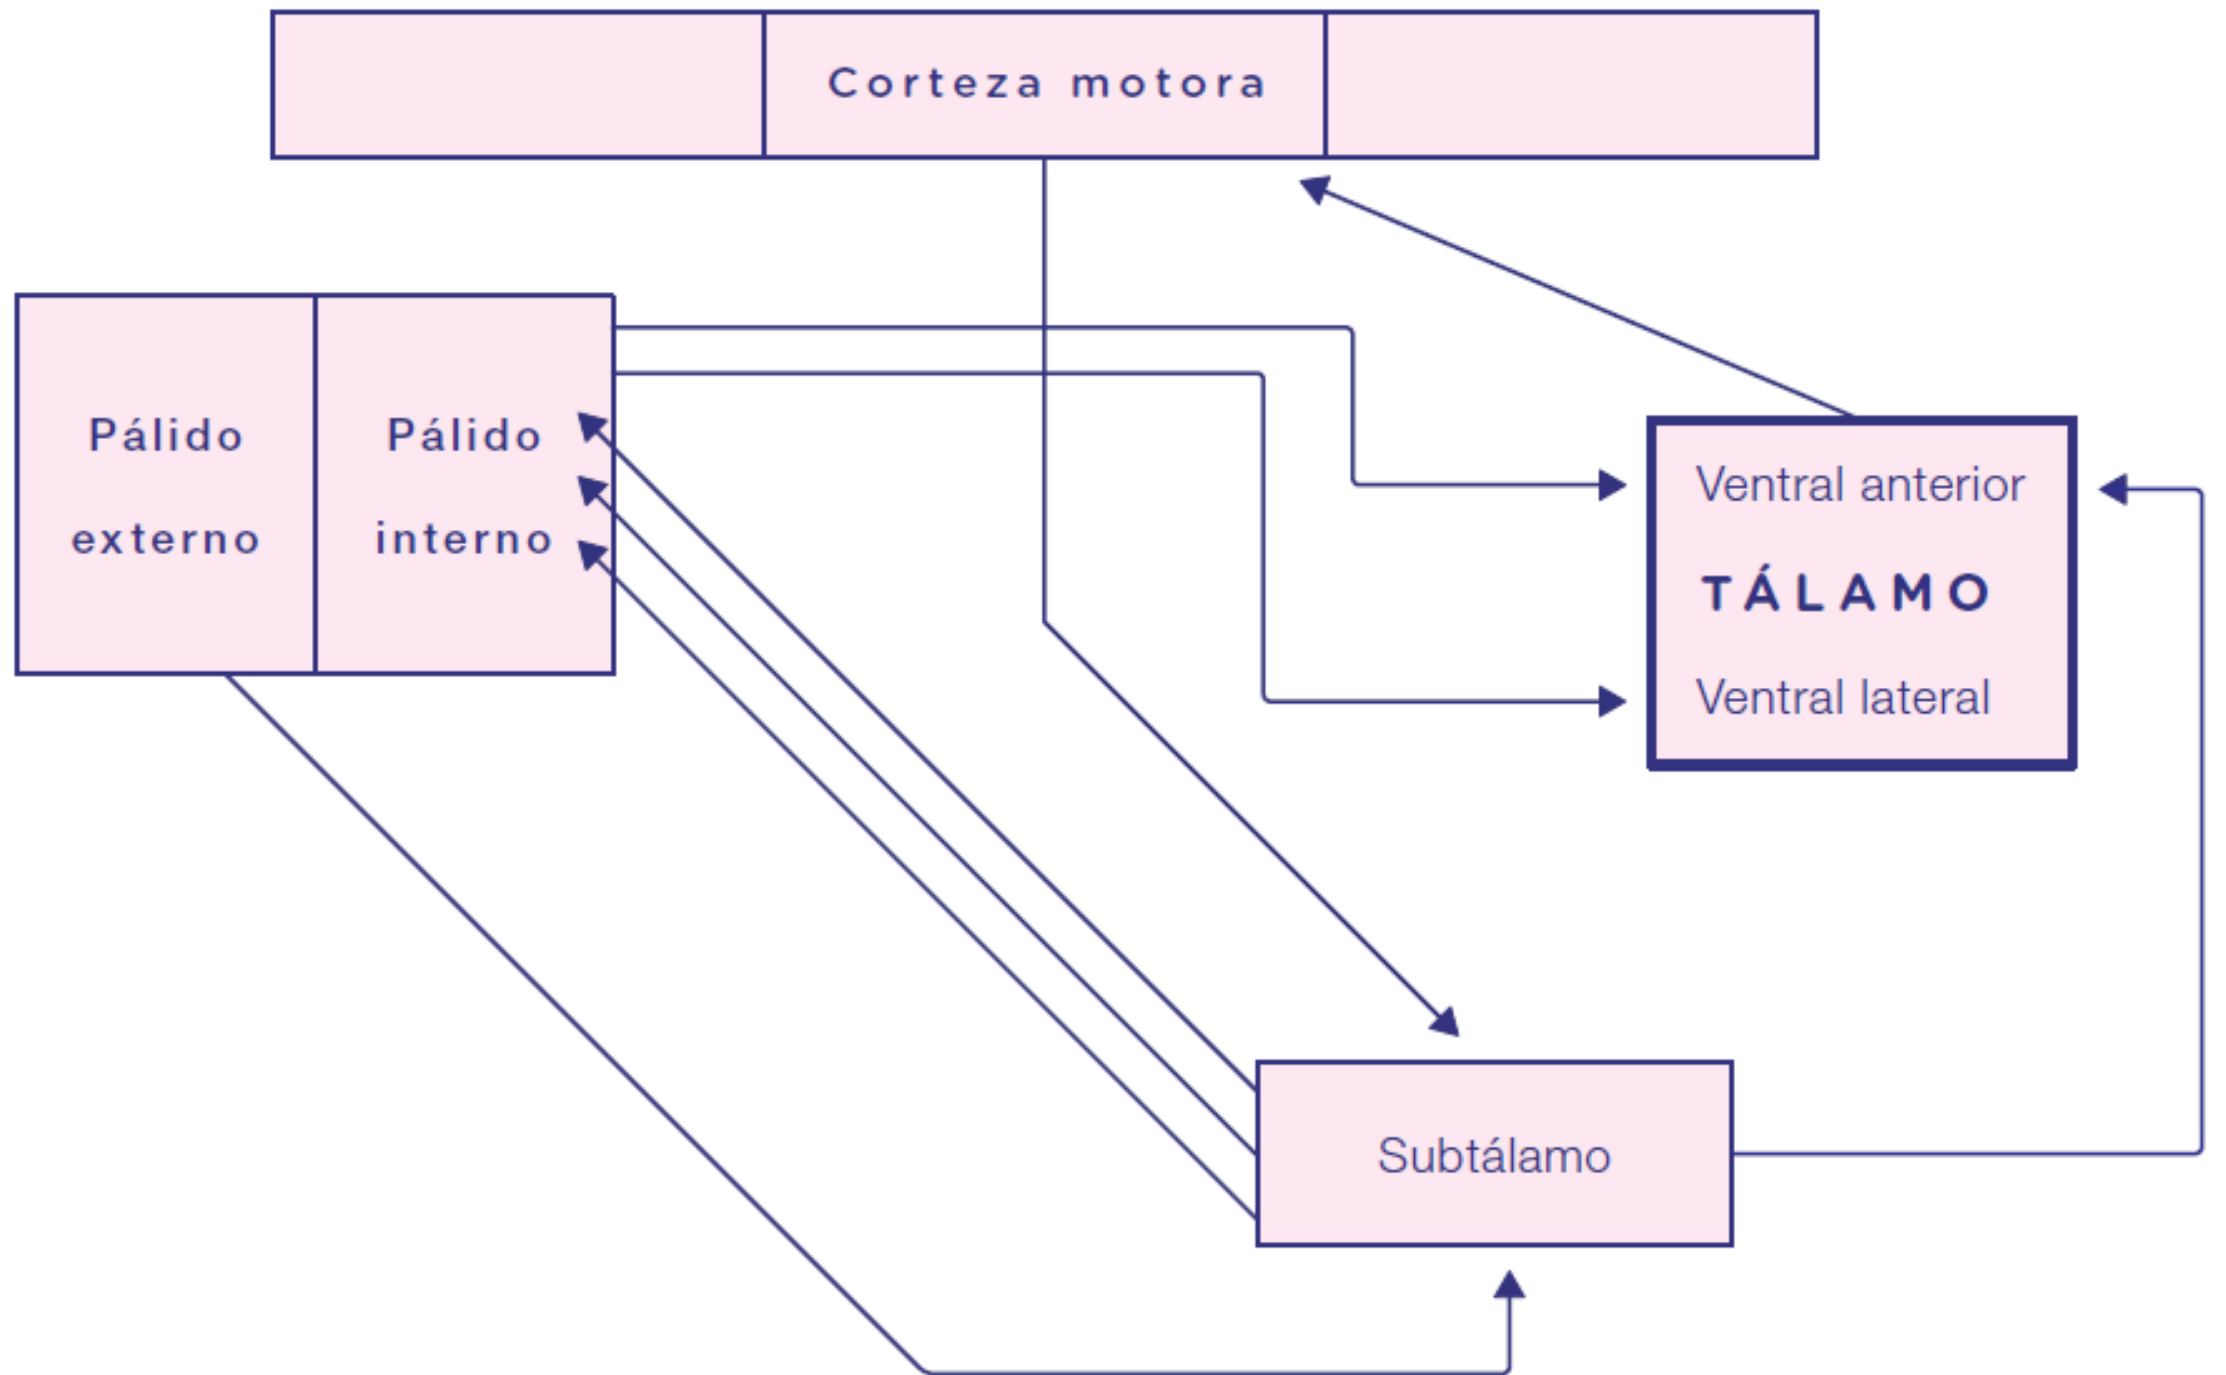 Corteza motora
Pálido
externo
Pálido
interno
Ventral anterior
TÁLAMO
Ventral lateral
Subtálamo